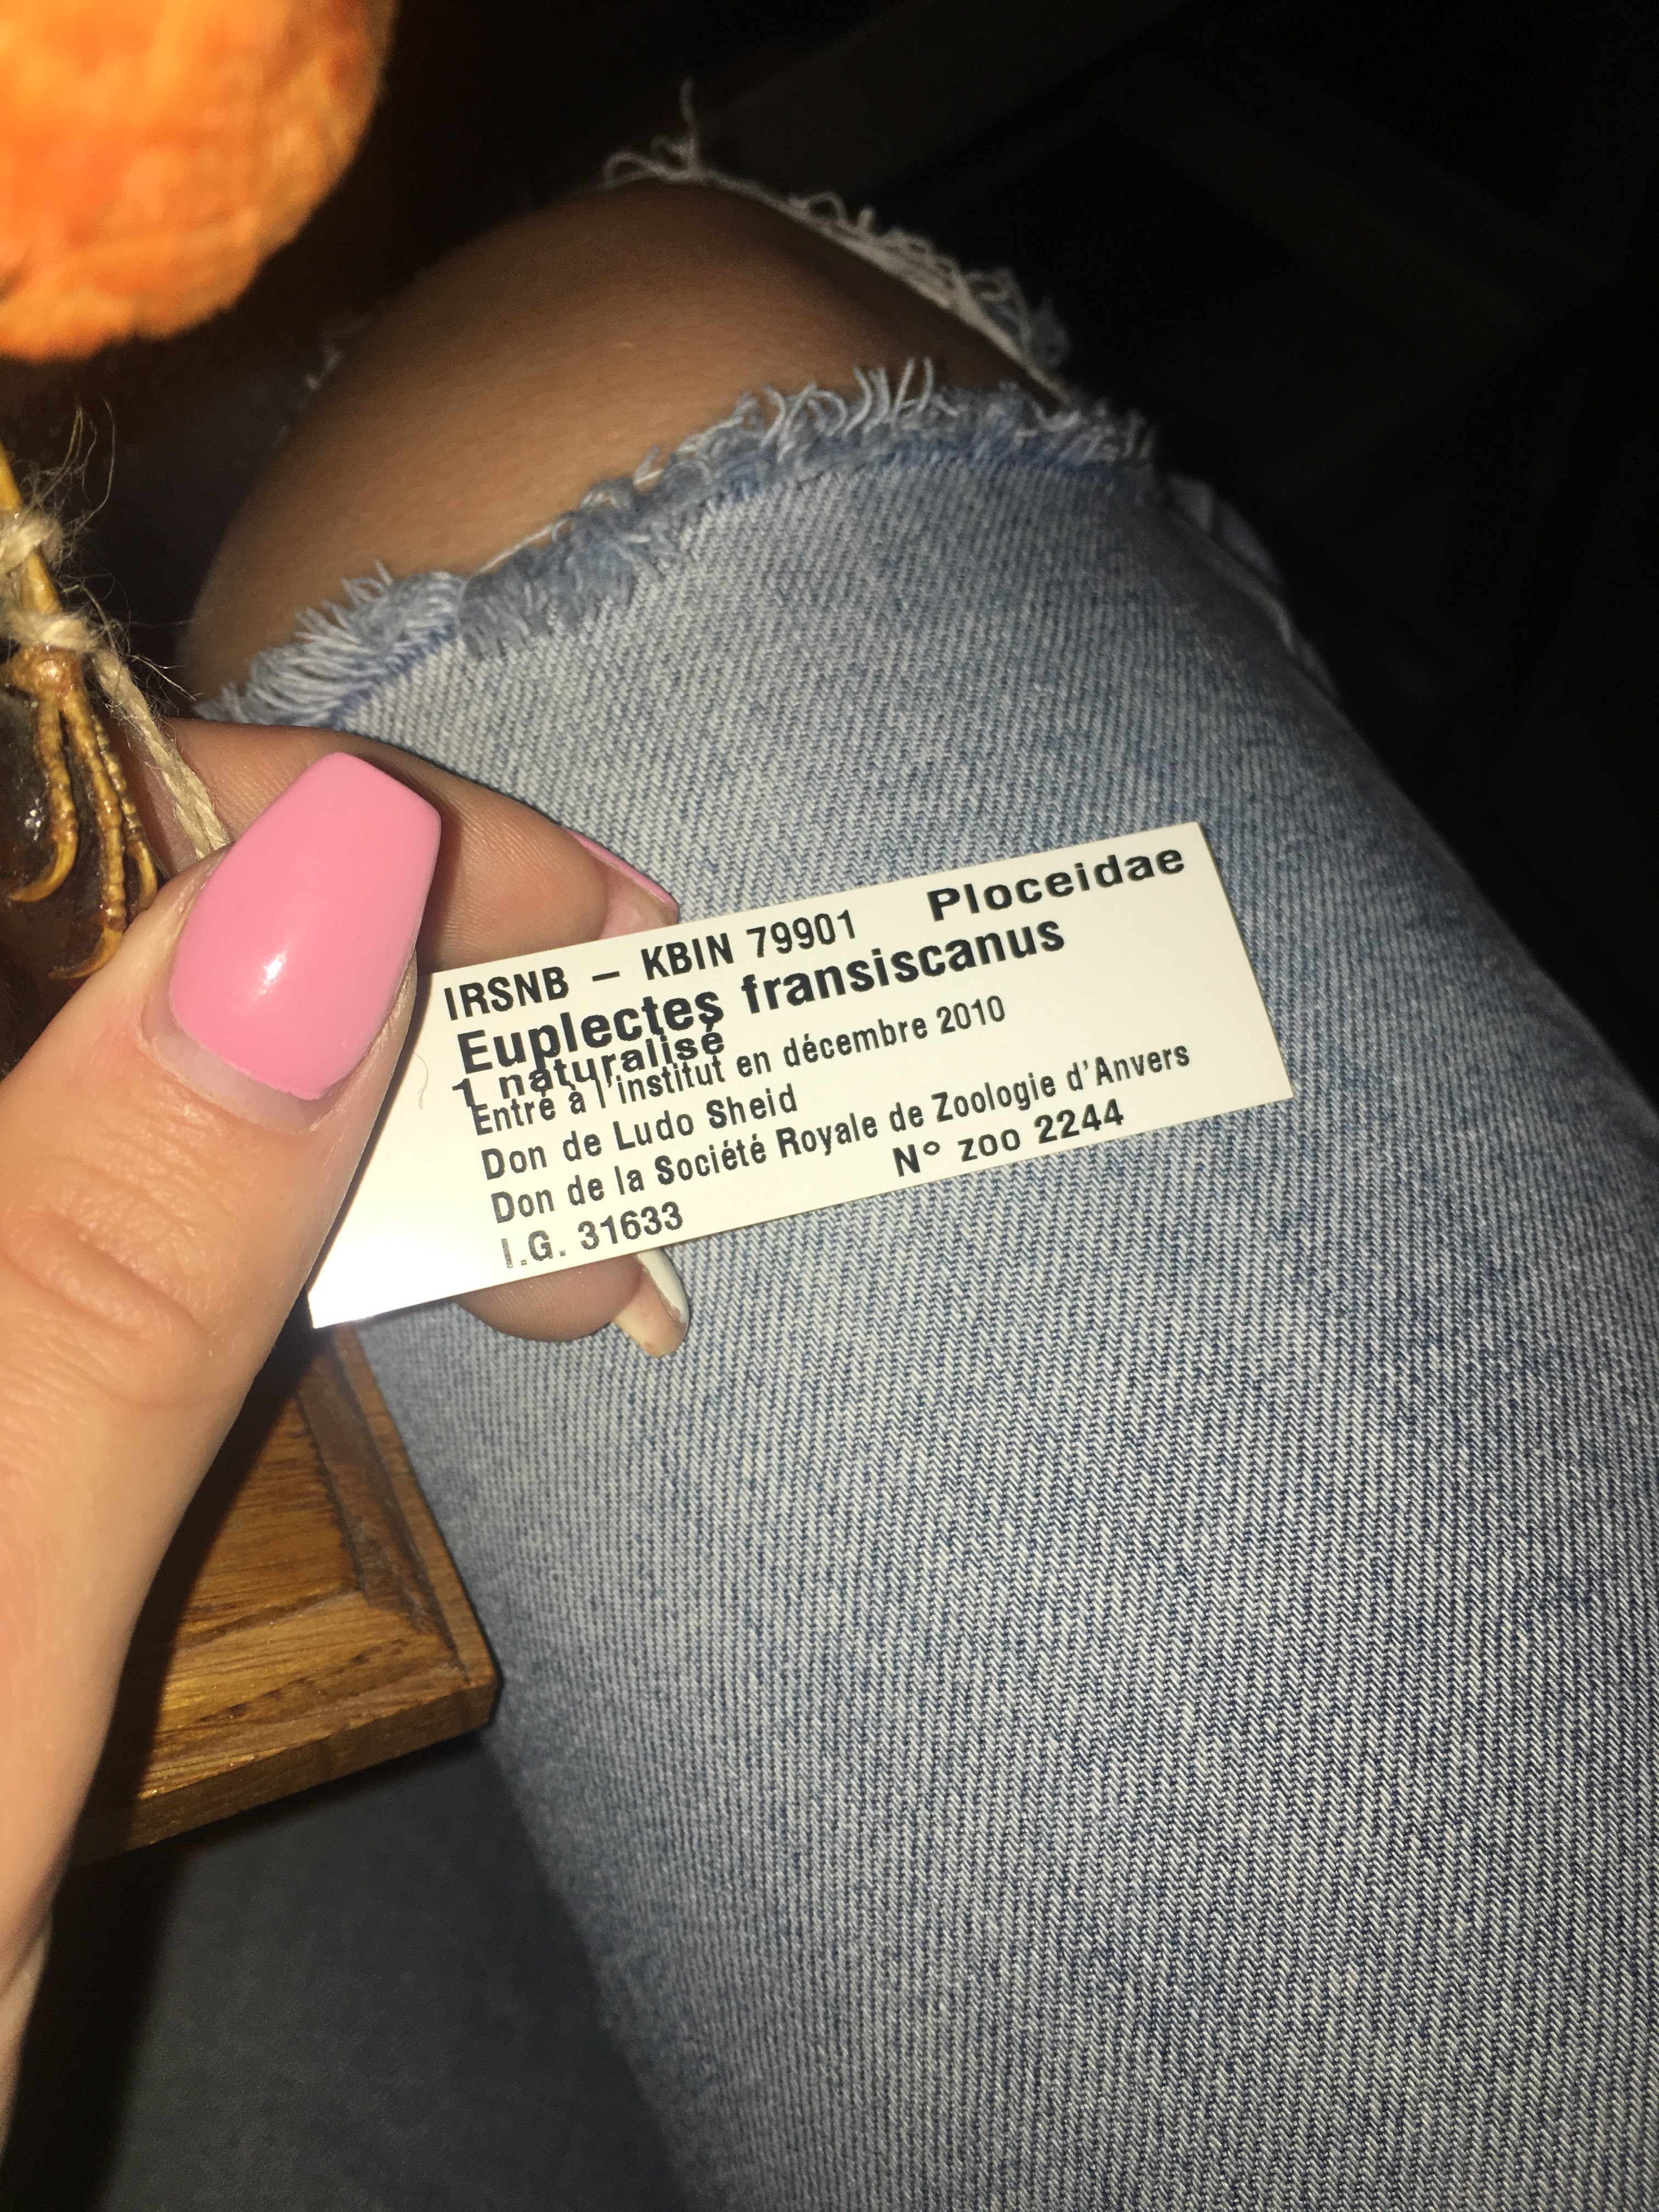 IRSNB – KBIN 79901 Ploceidae
Euplectes fransiscanus
1 naturalisé
Entré à l'institut en décembre 2010
Don de Ludo Sheid
Don de la Société Royale de Zoologie d'Anvers
N° zoo 2244
I.G. 31633